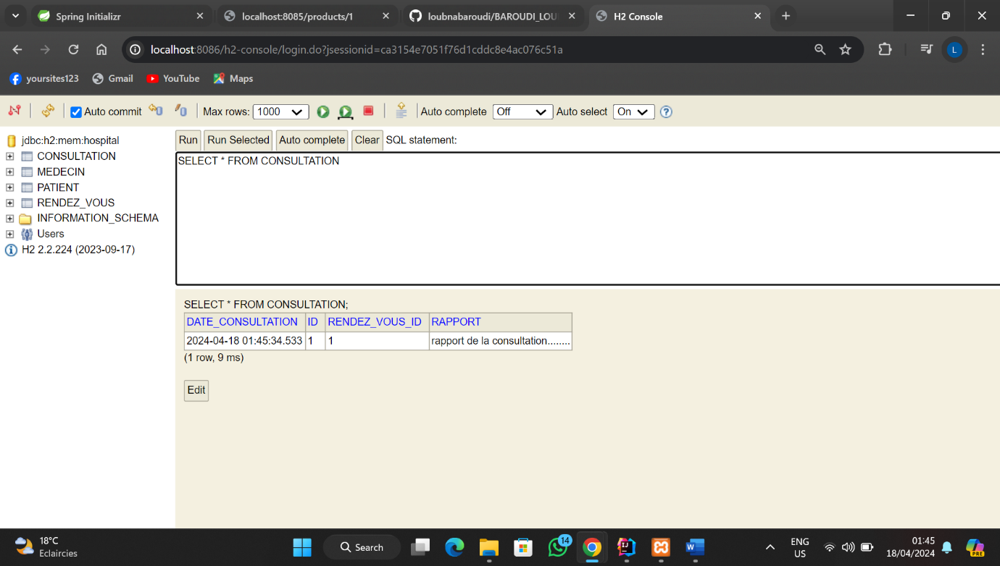 Spring Initializr
localhost:8085/products/1
loubnabaroudi/BAROUDI_LOU
H2 Console
localhost:8086/h2-console/login.do?jsessionid=ca3154e7051f76d1cddc8e4ac076c51a
L
yoursites123
Gmail
YouTube
Maps
Auto commit
Max rows: 1000
Auto complete Off
Auto select On
jdbc:h2:mem:hospital
CONSULTATION
MEDECIN
PATIENT
RENDEZ_VOUS
INFORMATION_SCHEMA
Users
H2 2.2.224 (2023-09-17)
Run Run Selected Auto complete Clear SQL statement:
SELECT * FROM CONSULTATION
SELECT * FROM CONSULTATION;
DATE_CONSULTATION ID RENDEZ_VOUS_ID RAPPORT
2024-04-18 01:45:34.533 1 1 rapport de la consultation........
(1 row, 9 ms)
Edit
18°C
Eclaircies
Search
14
W
ENG
US
01:45
18/04/2024
PRE